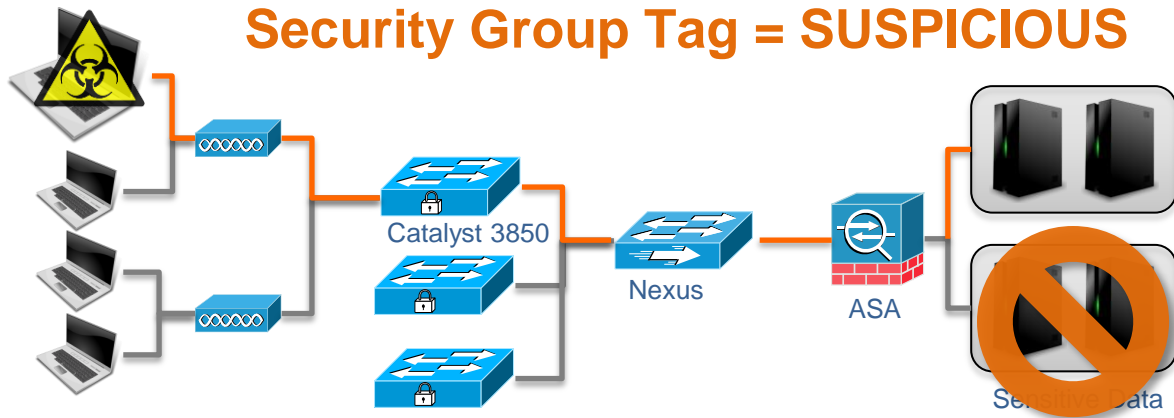 Security Group Tag = SUSPICIOUS
Catalyst 3850
Nexus
ASA
Sensitive Data